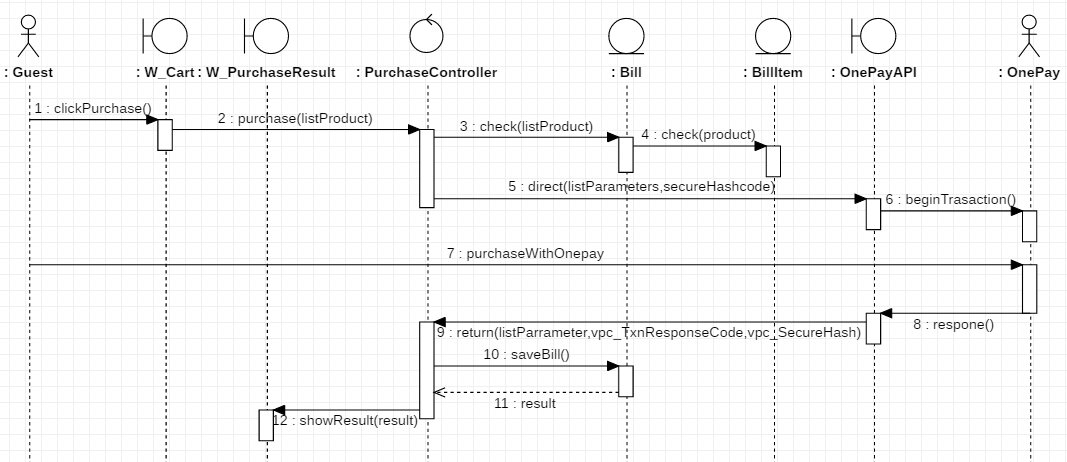 : Guest
: W_Cart
: W_PurchaseResult
: PurchaseController
: Bill
: BillItem
: OnePayAPI
: OnePay
1 : clickPurchase()
2 : purchase(listProduct)
3 : check(listProduct)
4 : check(product)
5 : direct(listParameters,secureHashcode)
6 : beginTrasaction()
7 : purchaseWithOnepay
8 : respone()
9 : return(listParrameter,vpc_TxnResponseCode,vpc_SecureHash)
10 : saveBill()
11 : result
12 : showResult(result)